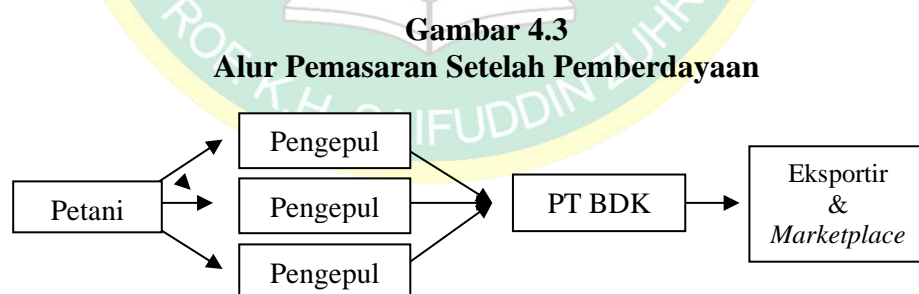 Gambar 4.3
Alur Pemasaran Setelah Pemberdayaan
Petani
Pengepul
Pengepul
Pengepul
PT BDK
Eksportir
&
Marketplace